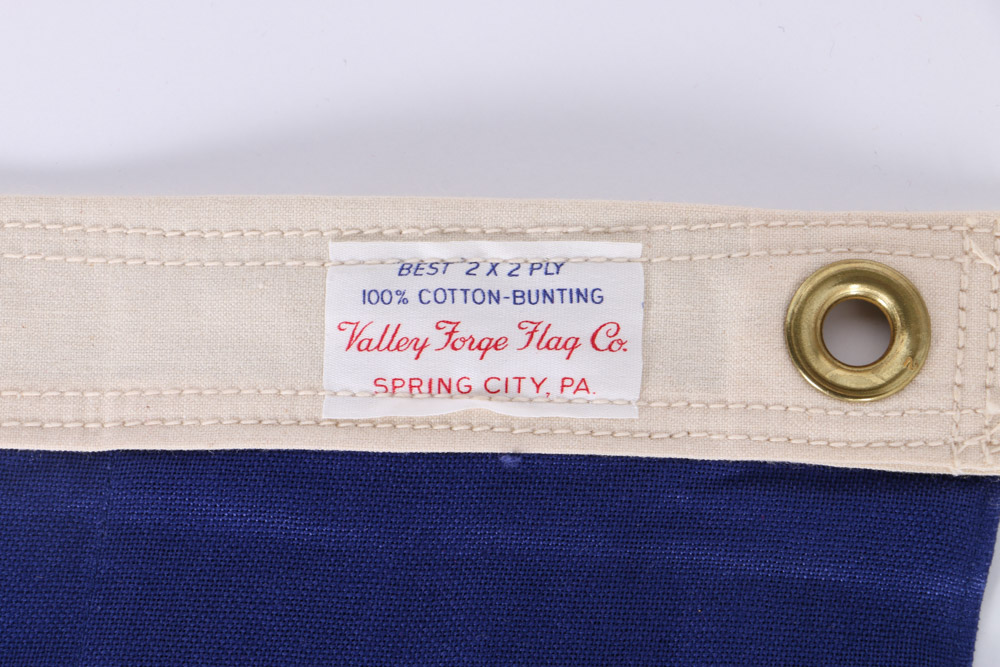 BEST 2 X 2 PLY
100% COTTON-BUNTING
Valley Forge Flag Co.
SPRING CITY, PA.